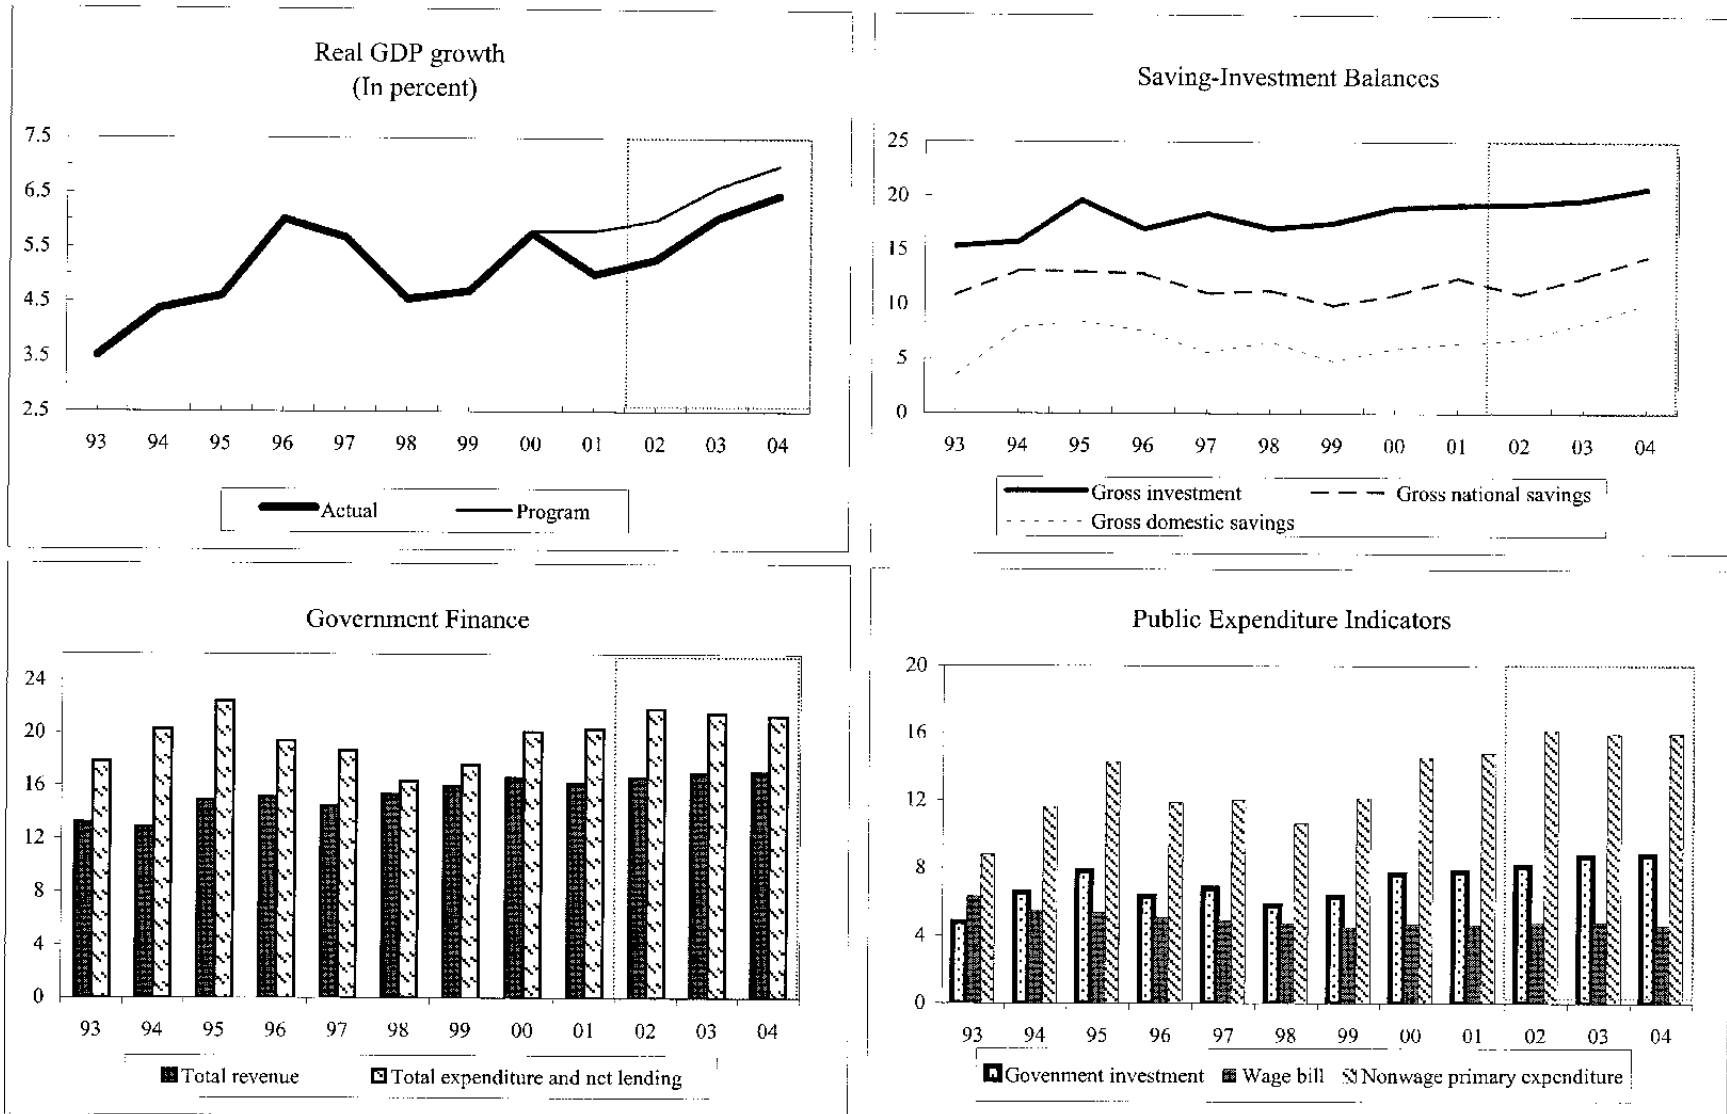 Real GDP growth
(In percent)
7.5
6.5
5.5
4.5
3.5
2.5
93 94 95 96 97 98 99 00 01 02 03 04
Actual Program
Saving-Investment Balances
25
20
15
10
5
0
93 94 95 96 97 98 99 00 01 02 03 04
Gross investment Gross national savings
Gross domestic savings
Government Finance
24
20
16
12
8
4
0
93 94 95 96 97 98 99 00 01 02 03 04
Total revenue Total expenditure and net lending
Public Expenditure Indicators
20
16
12
8
4
0
93 94 95 96 97 98 99 00 01 02 03 04
Govenment investment Wage bill Nonwage primary expenditure